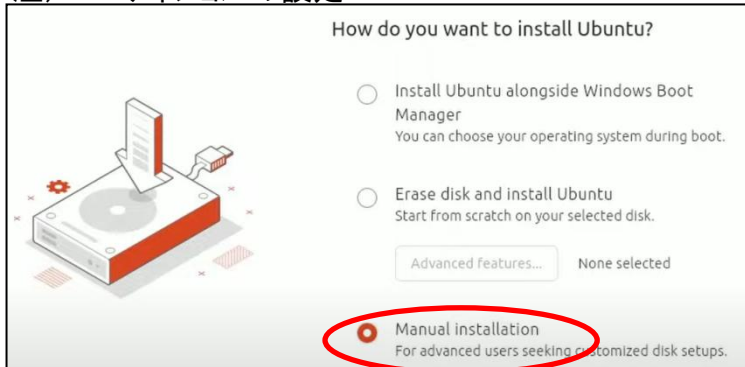 How do you want to install Ubuntu?
Install Ubuntu alongside Windows Boot
Manager
You can choose your operating system during boot.
Erase disk and install Ubuntu
Start from scratch on your selected disk.
Advanced features... None selected
Manual installation
For advanced users seeking customized disk setups.